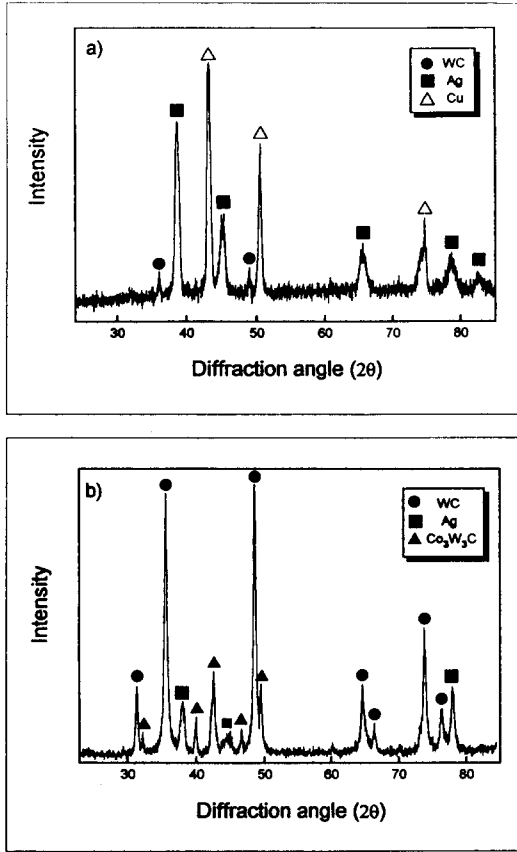 a)
● WC
■ Ag
△ Cu
Intensity
30 40 50 60 70 80
Diffraction angle (2θ)
b)
● WC
■ Ag
▲ Co₃W₃C
Intensity
30 40 50 60 70 80
Diffraction angle (2θ)